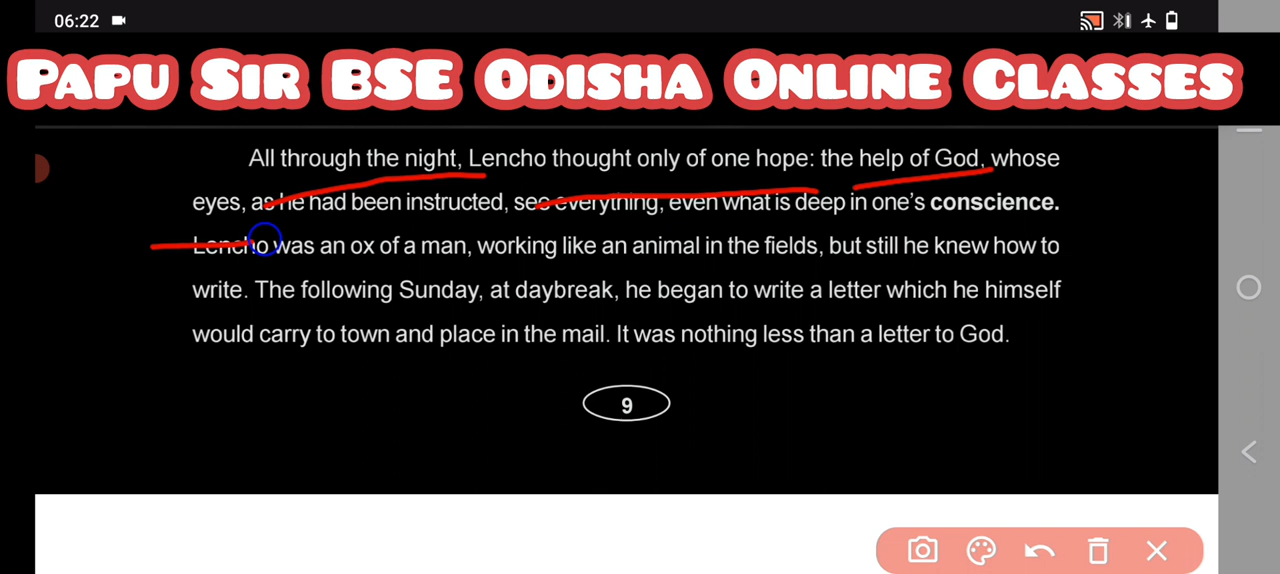 06:22
PAPU SIR BSE ODISHA ONLINE CLASSES
All through the night, Lencho thought only of one hope: the help of God, whose
eyes, as he had been instructed, see everything, even what is deep in one's conscience.
Lencho was an ox of a man, working like an animal in the fields, but still he knew how to
write. The following Sunday, at daybreak, he began to write a letter which he himself
would carry to town and place in the mail. It was nothing less than a letter to God.
9